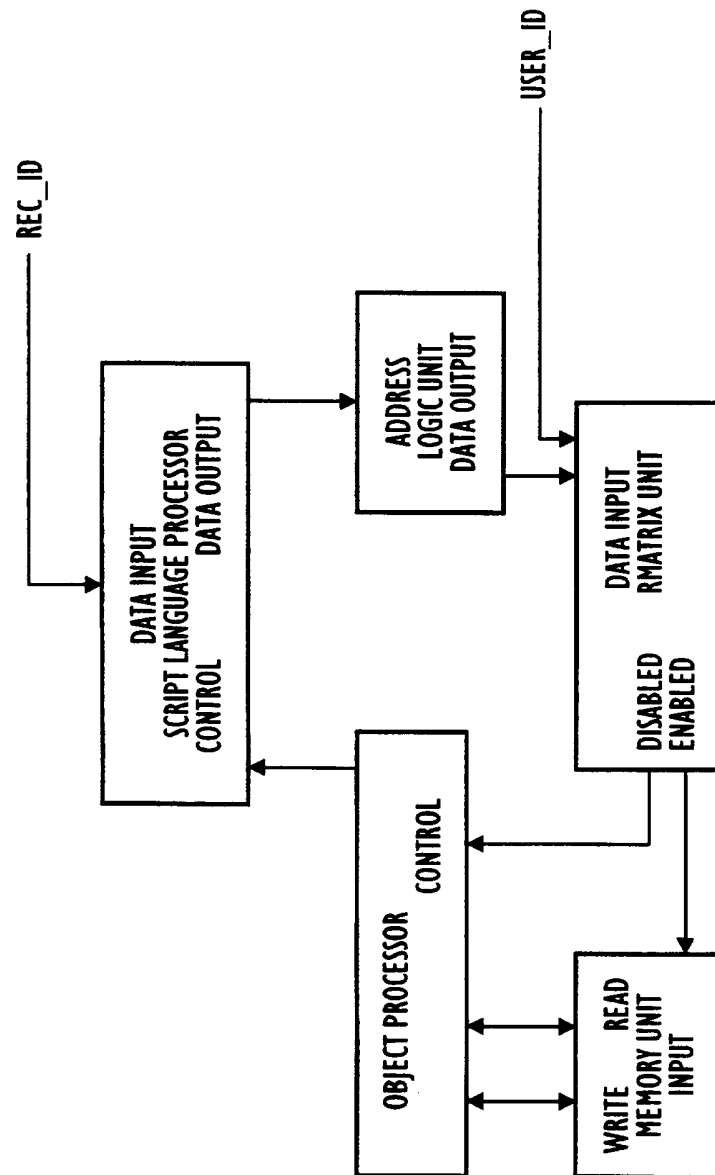 REC_ID
DATA INPUT
SCRIPT LANGUAGE PROCESSOR
CONTROL DATA OUTPUT
ADDRESS
LOGIC UNIT
DATA OUTPUT
USER_ID
OBJECT PROCESSOR
CONTROL
DATA INPUT
RMATRIX UNIT
DISABLED
ENABLED
WRITE READ
MEMORY UNIT
INPUT